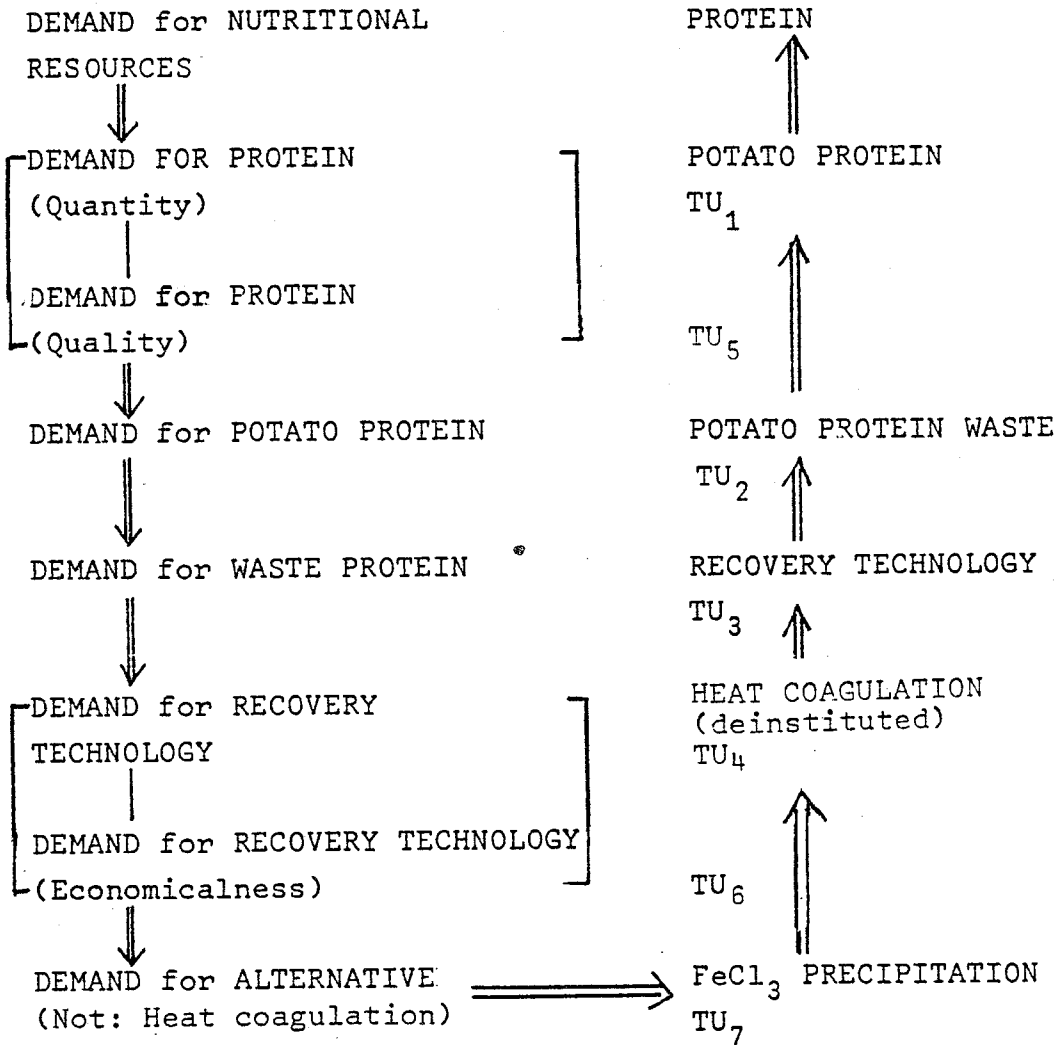 DEMAND for NUTRITIONAL
RESOURCES
DEMAND FOR PROTEIN
(Quantity)
DEMAND for PROTEIN
(Quality)
DEMAND for POTATO PROTEIN
DEMAND for WASTE PROTEIN
DEMAND for RECOVERY
TECHNOLOGY
DEMAND for RECOVERY TECHNOLOGY
(Economicalness)
DEMAND for ALTERNATIVE
(Not: Heat coagulation)
PROTEIN
POTATO PROTEIN
TU₁
TU₅
POTATO PROTEIN WASTE
TU₂
RECOVERY TECHNOLOGY
TU₃
HEAT COAGULATION
(deinstituted)
TU₄
TU₆
FeCl₃ PRECIPITATION
TU₇